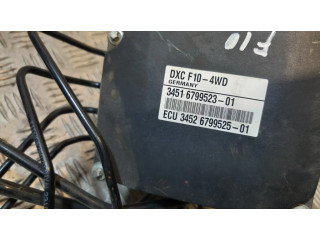 F10
DXC F10-4WD
GERMANY
3451 6799523-01
ECU 3452 6799525-01